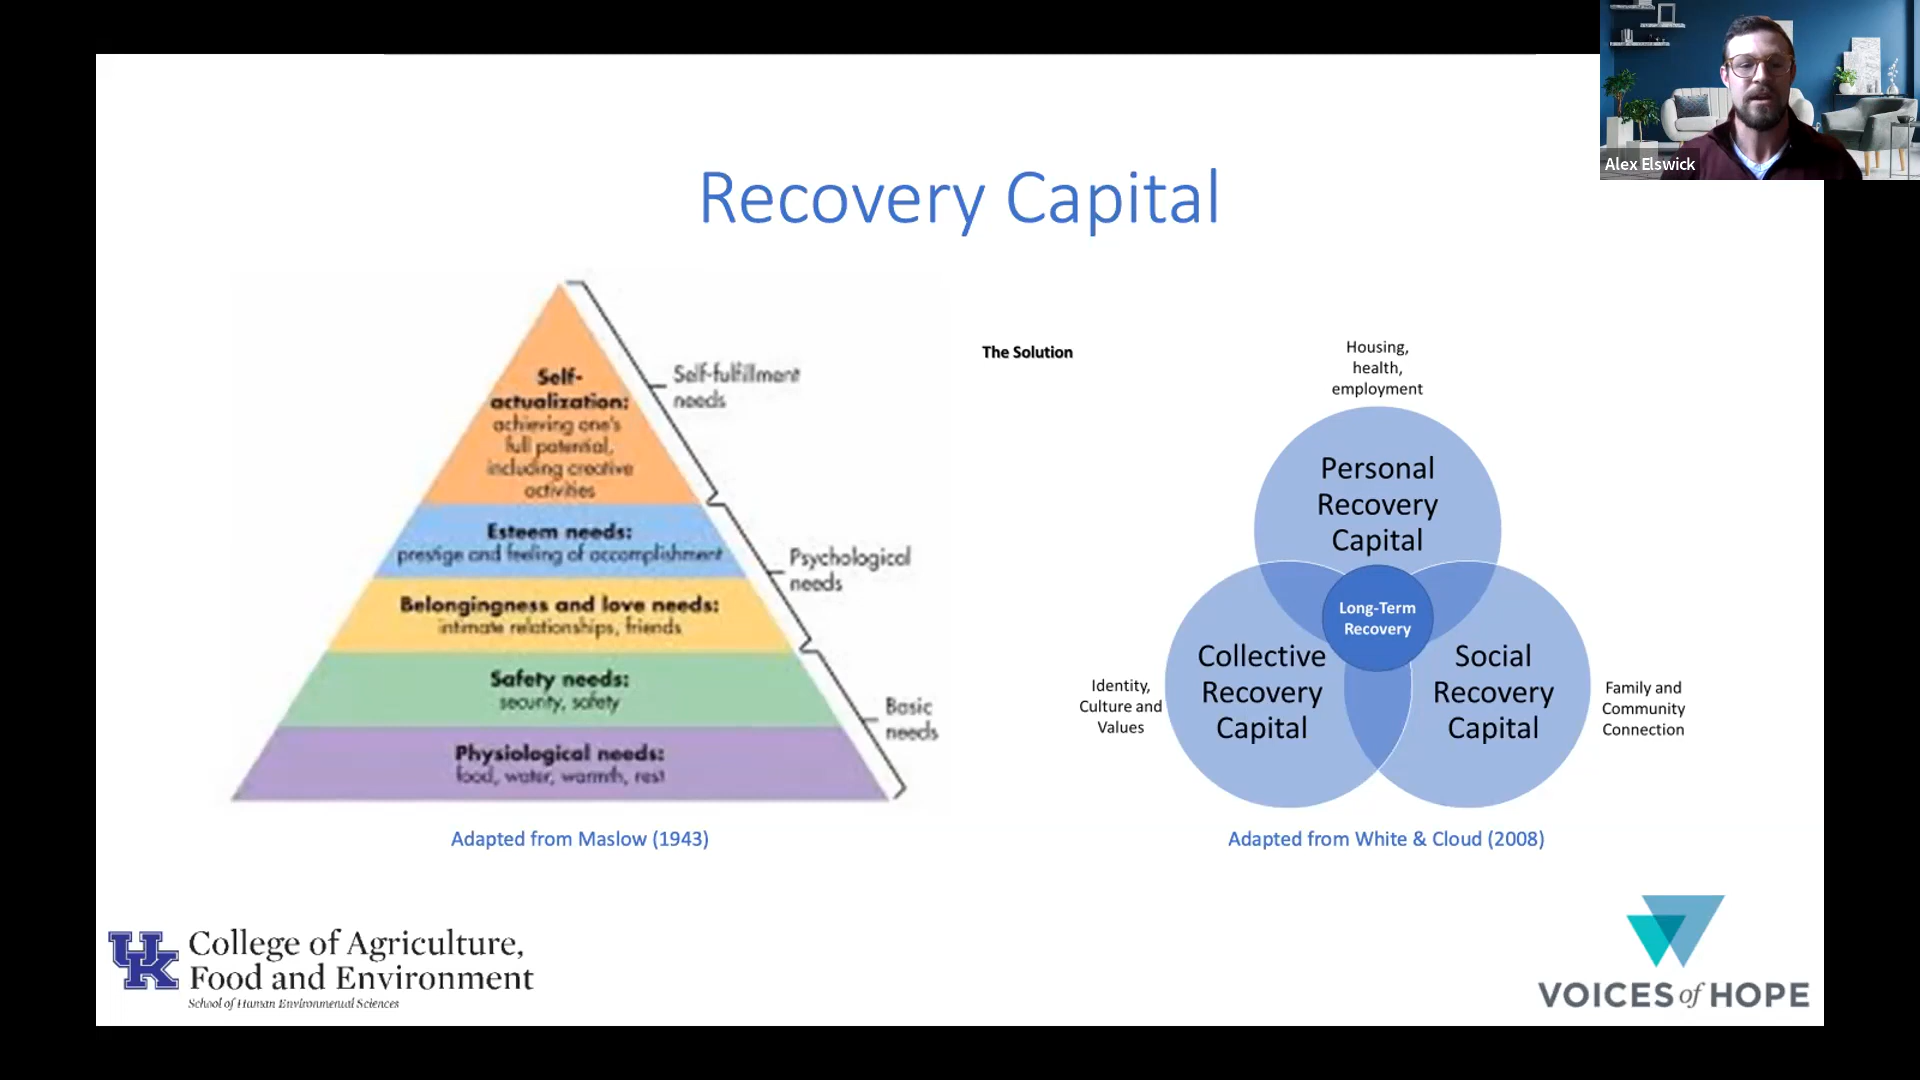 Alex Elswick
Recovery Capital
Self-
actualization:
achieving one's
full potential,
including creative
activities
Esteem needs:
prestige and feeling of accomplishment
Belongingness and love needs:
intimate relationships, friends
Safety needs:
security, safety
Physiological needs:
food, water, warmth, rest
Self-fulfillment
needs
Psychological
needs
Basic
needs
Adapted from Maslow (1943)
The Solution
Housing,
health,
employment
Personal
Recovery
Capital
Long-Term
Recovery
Collective
Recovery
Capital
Social
Recovery
Capital
Identity,
Culture and
Values
Family and
Community
Connection
Adapted from White & Cloud (2008)
UK
College of Agriculture,
Food and Environment
School of Human Environmental Sciences
VOICES of HOPE